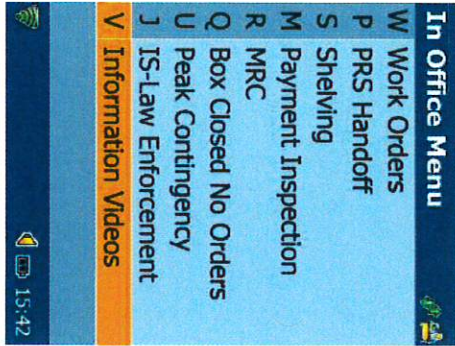 In Office Menu
W Work Orders
P PRS Handoff
S Shelving
M Payment Inspection
R MRC
Q Box Closed No Orders
U Peak Contingency
J IS-Law Enforcement
V Information Videos
15:42